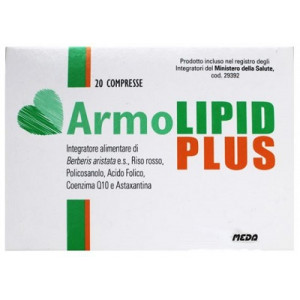 20 COMPRESSE
Prodotto incluso nel registro degli
Integratori del Ministero della Salute,
cod. 29392
ArmoLIPID
PLUS
Integratore alimentare di
Berberis aristata e.s., Riso rosso,
Policosanolo, Acido Folico,
Coenzima Q10 e Astaxantina
MEDA